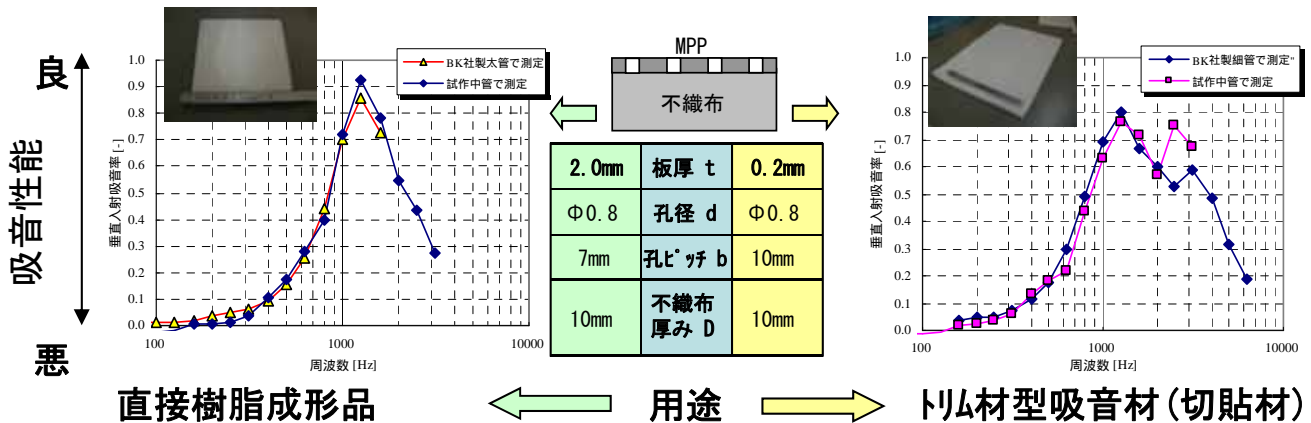 良
吸音性能
悪
BK社製太管で測定
試作中管で測定
垂直入射吸音率 [-]
1.0
0.9
0.8
0.7
0.6
0.5
0.4
0.3
0.2
0.1
0.0
100
1000
10000
周波数 [Hz]
MPP
不織布
2.0mm 板厚 t 0.2mm
Φ0.8 孔径 d Φ0.8
7mm 孔ﾋﾟｯﾁ b 10mm
10mm 不織布 10mm
厚み D
BK社製細管で測定"
試作中管で測定
垂直入射吸音率 [-]
1.0
0.9
0.8
0.7
0.6
0.5
0.4
0.3
0.2
0.1
0.0
100
1000
10000
周波数 [Hz]
直接樹脂成形品
用途
ﾄﾘﾑ材型吸音材(切貼材)